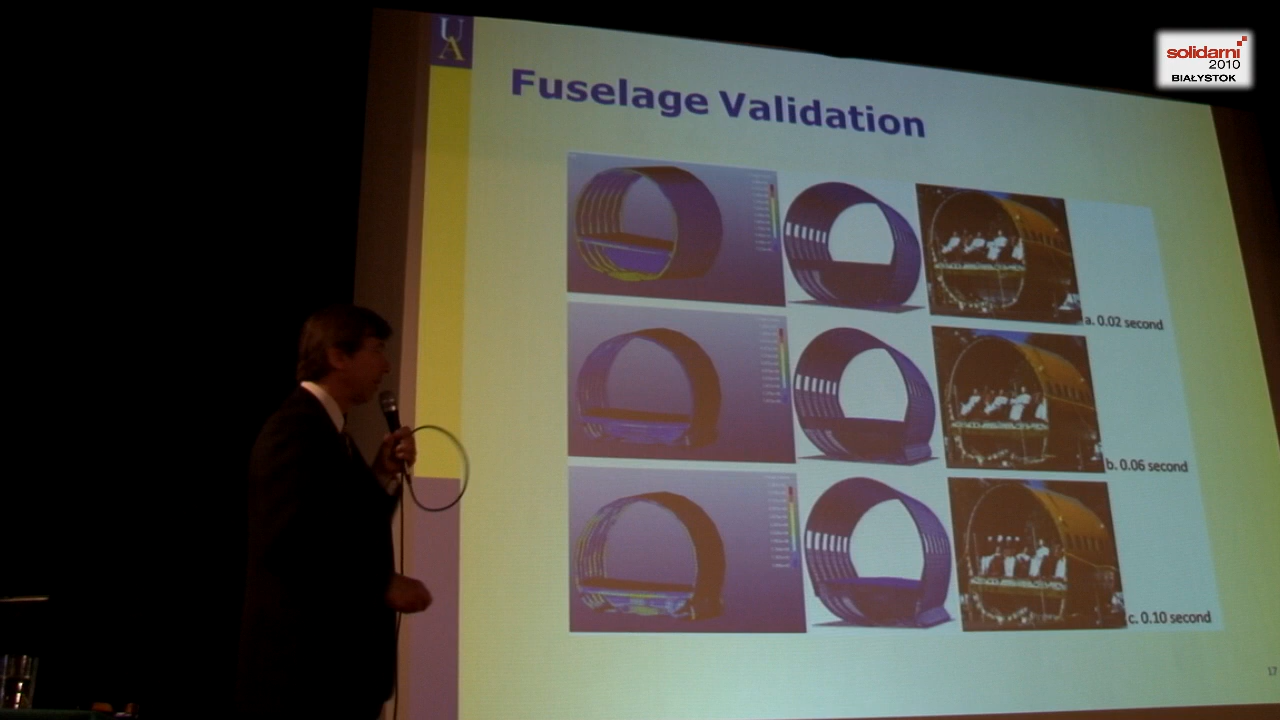 UA
Fuselage Validation
a. 0.02 second
b. 0.06 second
c. 0.10 second
17
solidarni
2010
BIAŁYSTOK